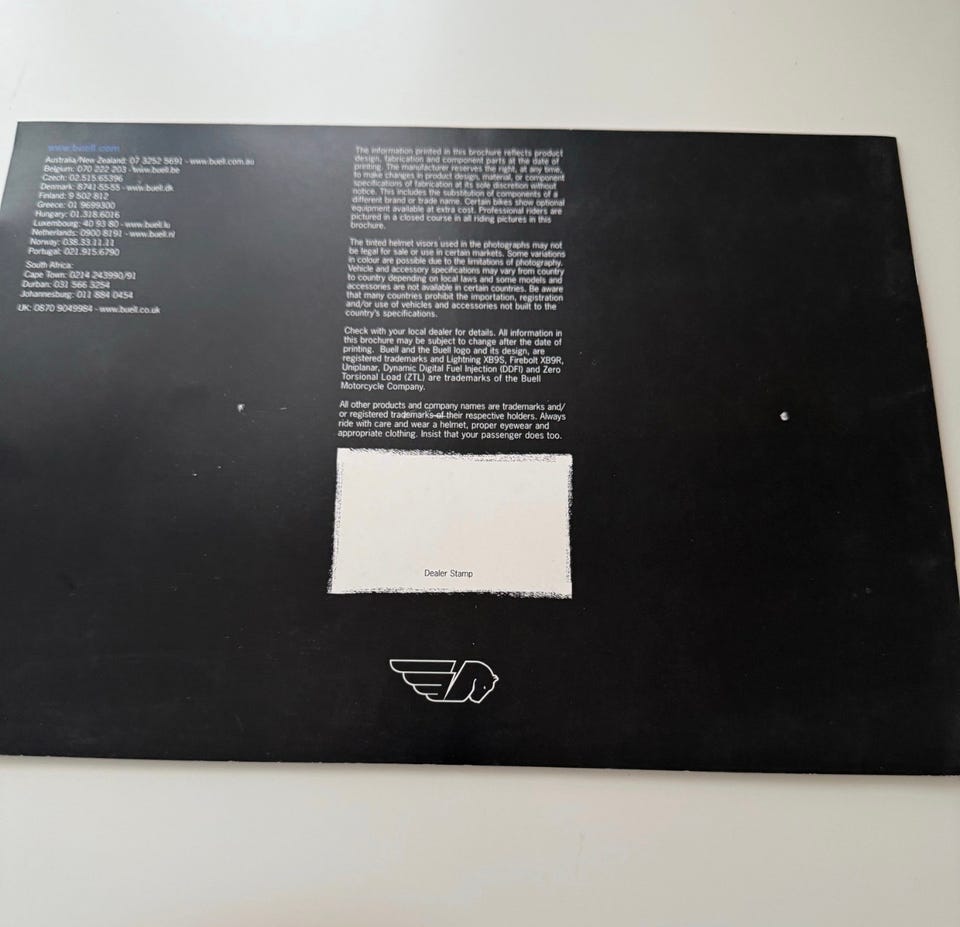 www.buell.com
Australia/New Zealand: 07 3252 5691 - www.buell.com.au
Belgium: 070 222 203 - www.buell.be
Czech: 02.515.65396
Denmark: 8741-55-55 - www.buell.dk
Finland: 9 502 812
Greece: 01 9699300
Hungary: 01.318.6016
Luxembourg: 40 93 80 - www.buell.lu
Netherlands: 0900 8191 - www.buell.nl
Norway: 038.33.11.11
Portugal: 021.915.6790
South Africa:
Cape Town: 0214 243990/91
Durban: 031 566 3254
Johannesburg: 011 884 0454
UK: 0870 9049984 - www.buell.co.uk
The information printed in this brochure reflects product
design, fabrication and component parts at the date of
printing. The manufacturer reserves the right, at any time,
to make changes in product design, material, or component
specifications of fabrication at its sole discretion without
notice. This includes the substitution of components of a
different brand or trade name. Certain bikes show optional
equipment available at extra cost. Professional riders are
pictured in a closed course in all riding pictures in this
brochure.
The tinted helmet visors used in the photographs may not
be legal for sale or use in certain markets. Some variations
in colour are possible due to the limitations of photography.
Vehicle and accessory specifications may vary from country
to country depending on local laws and some models and
accessories are not available in certain countries. Be aware
that many countries prohibit the importation, registration
and/or use of vehicles and accessories not built to the
country's specifications.
Check with your local dealer for details. All information in
this brochure may be subject to change after the date of
printing. Buell and the Buell logo and its design, are
registered trademarks and Lightning XB9S, Firebolt XB9R,
Uniplanar, Dynamic Digital Fuel Injection (DDFI) and Zero
Torsional Load (ZTL) are trademarks of the Buell
Motorcycle Company.
All other products and company names are trademarks and/
or registered trademarks of their respective holders. Always
ride with care and wear a helmet, proper eyewear and
appropriate clothing. Insist that your passenger does too.
Dealer Stamp